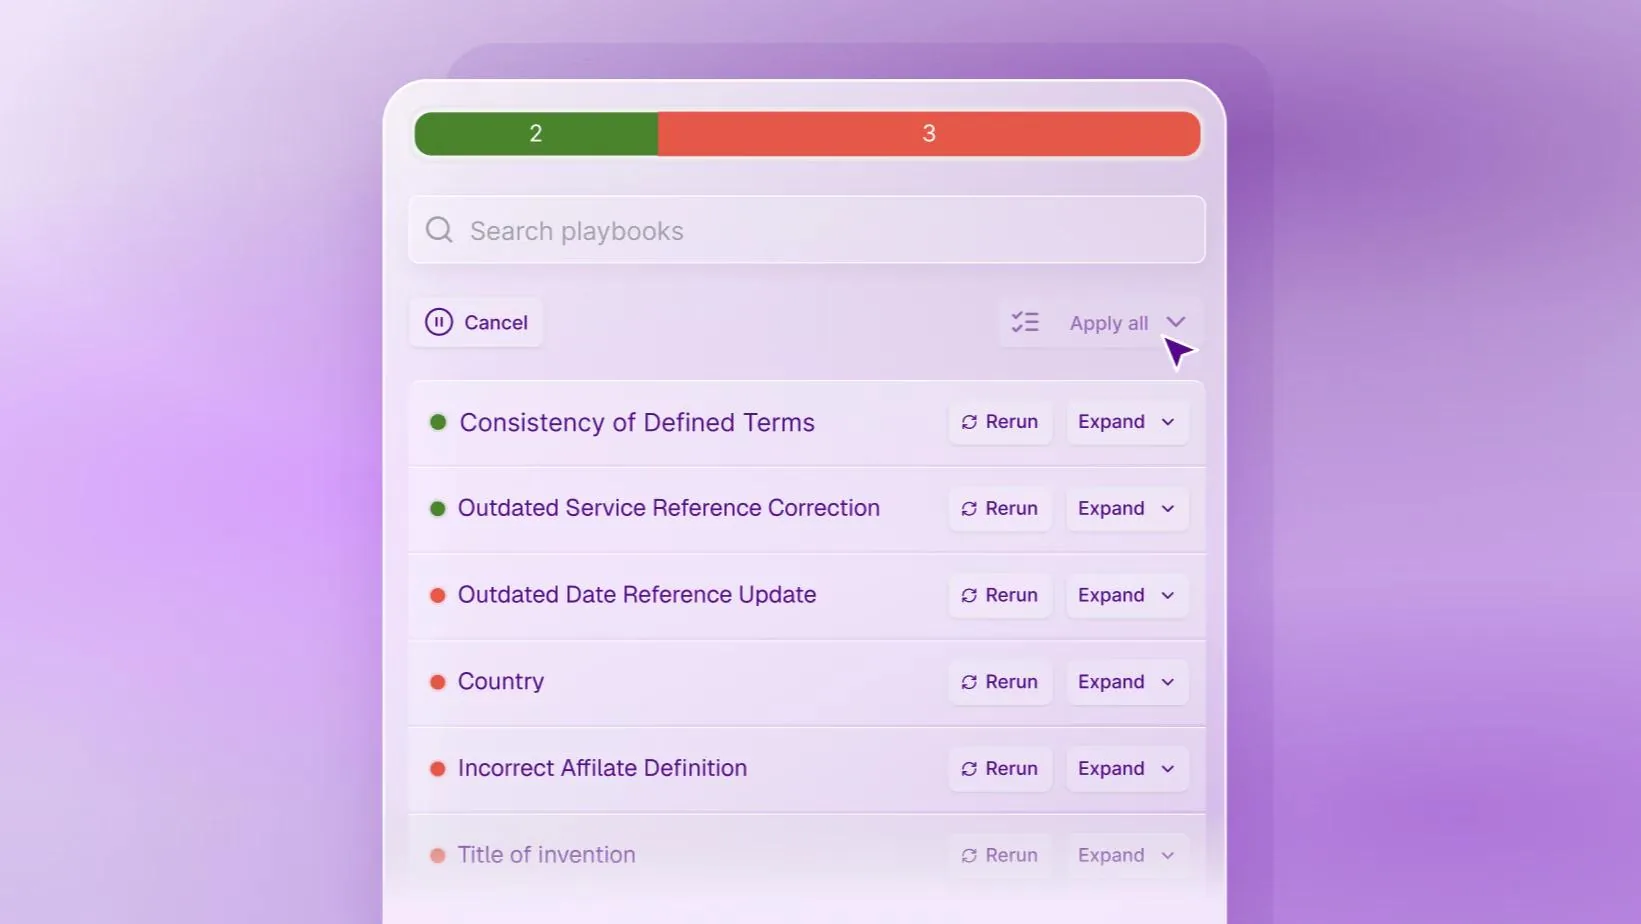 2 3
Search playbooks
Cancel Apply all
Consistency of Defined Terms Rerun Expand
Outdated Service Reference Correction Rerun Expand
Outdated Date Reference Update Rerun Expand
Country Rerun Expand
Incorrect Affilate Definition Rerun Expand
Title of invention Rerun Expand